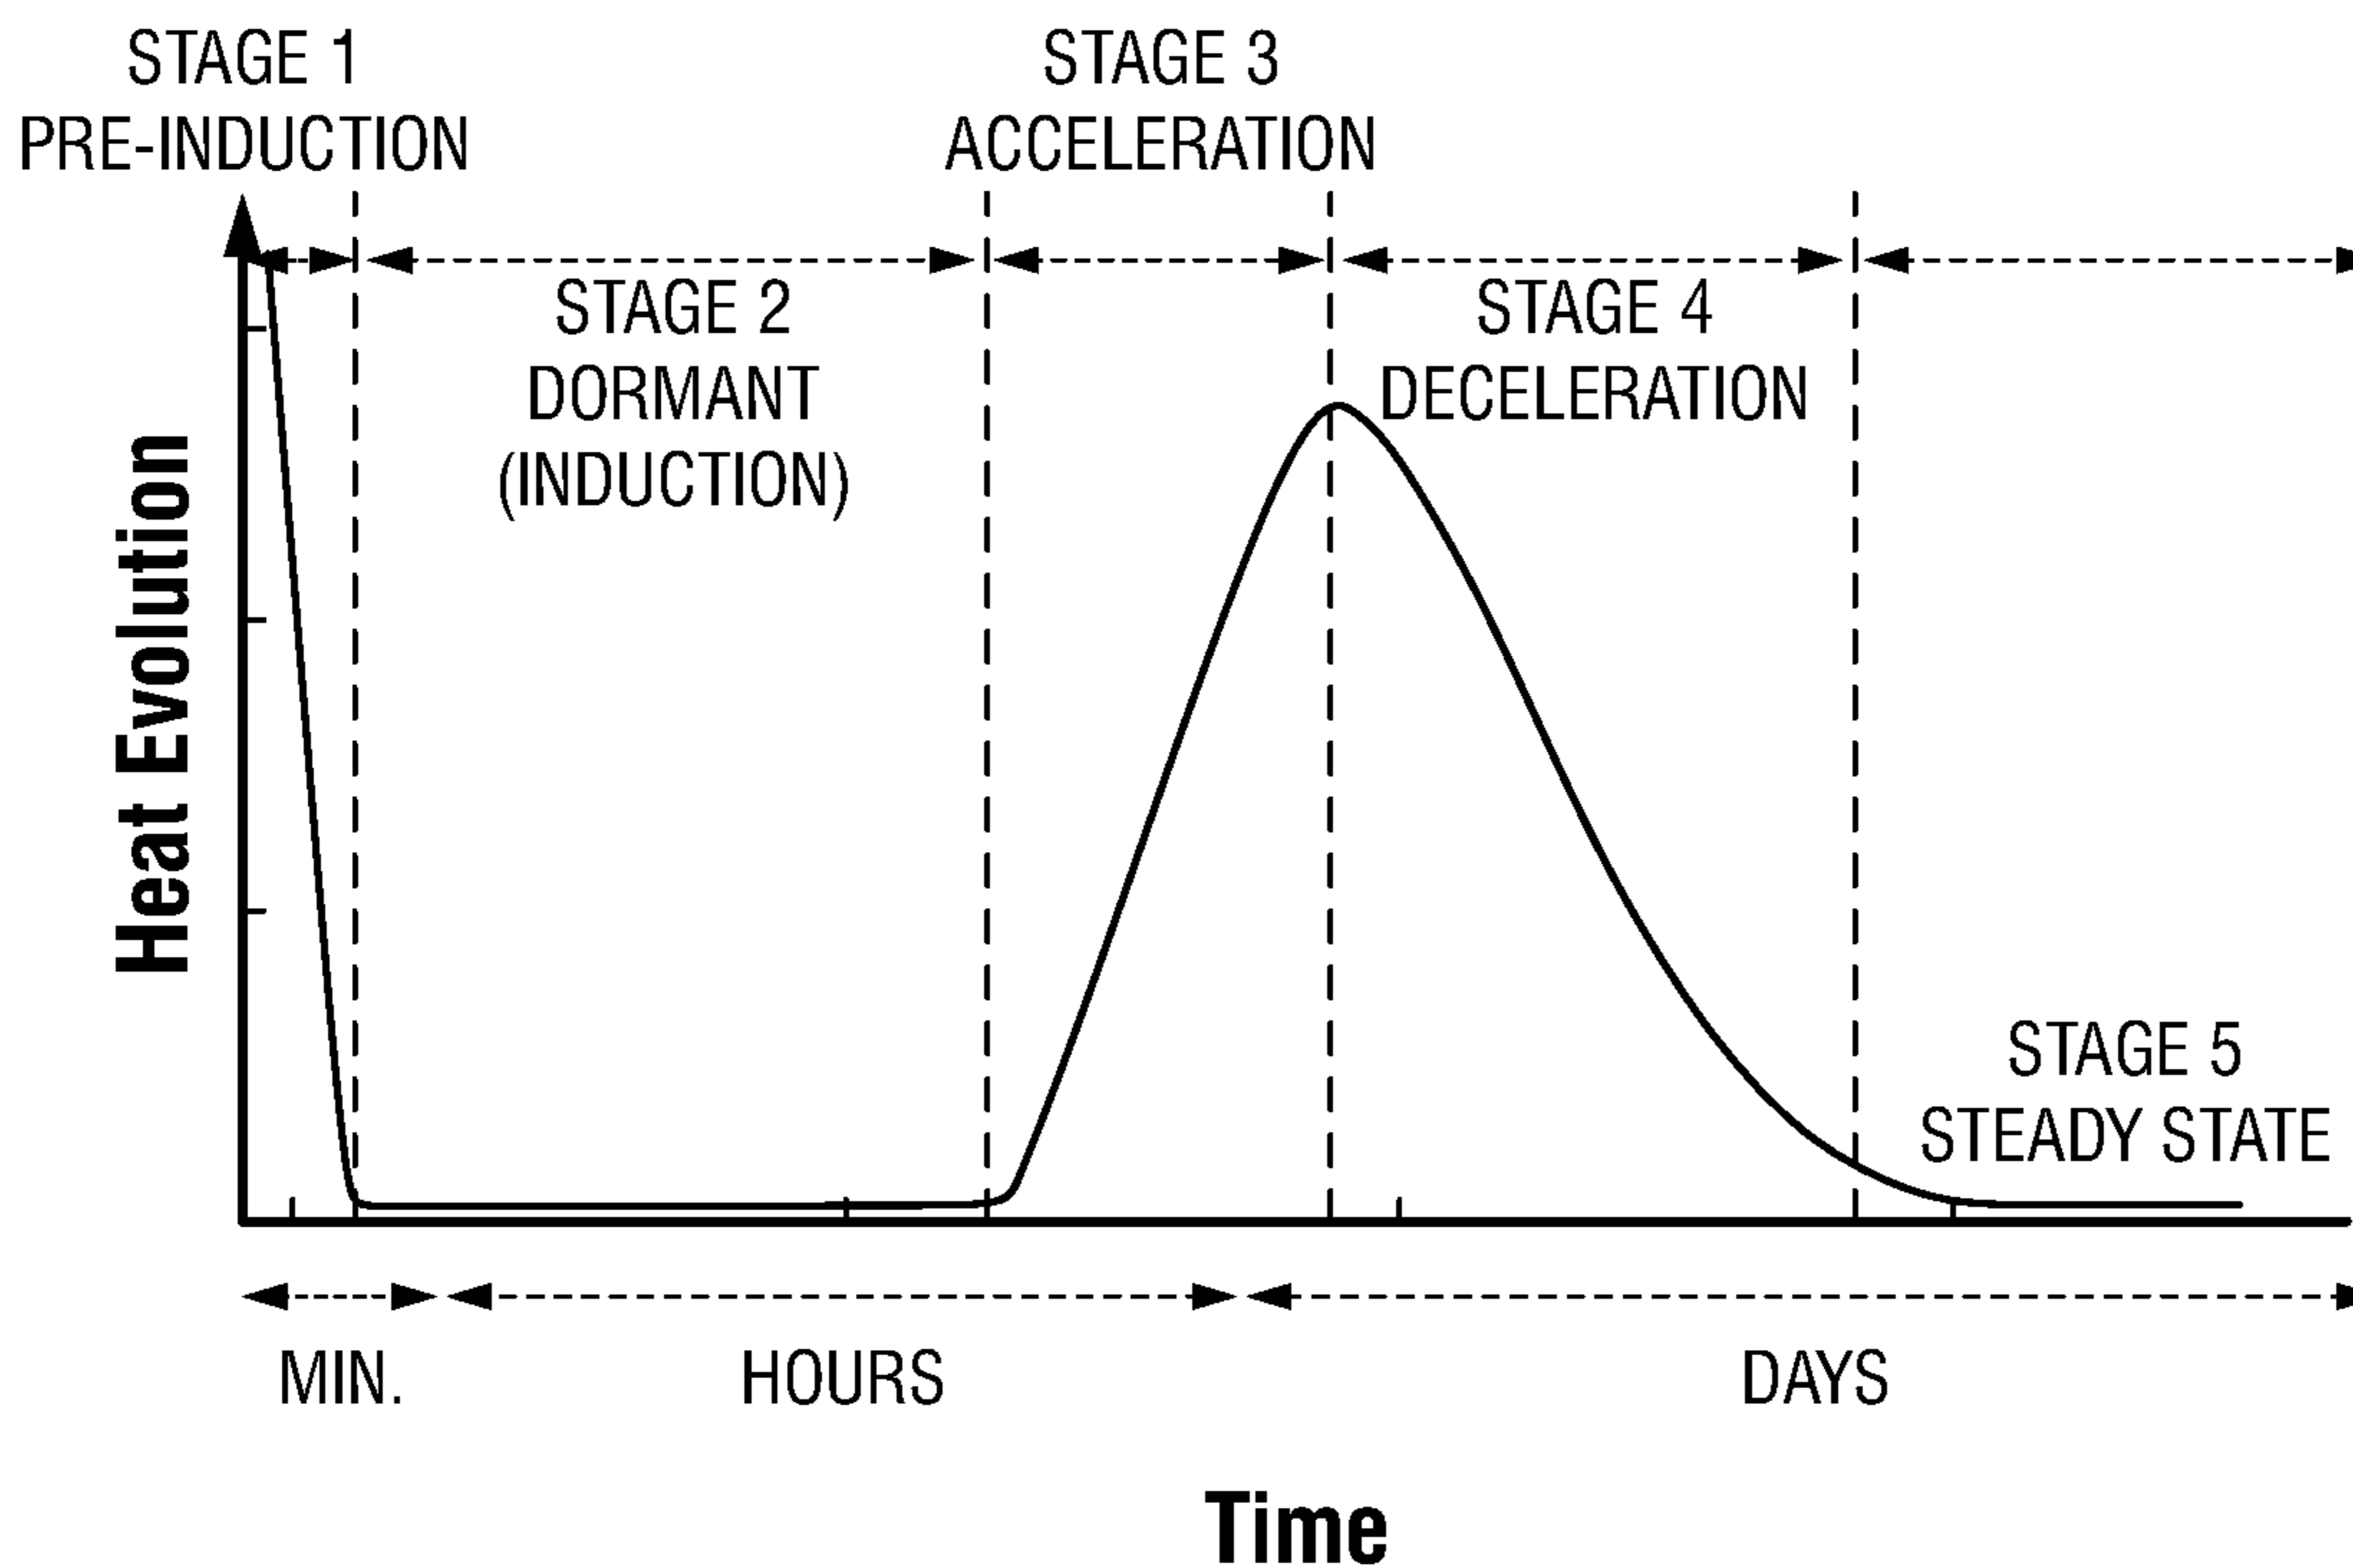 STAGE 1
PRE-INDUCTION
STAGE 3
ACCELERATION
STAGE 2
DORMANT
(INDUCTION)
STAGE 4
DECELERATION
STAGE 5
STEADY STATE
Heat Evolution
MIN.
HOURS
DAYS
Time